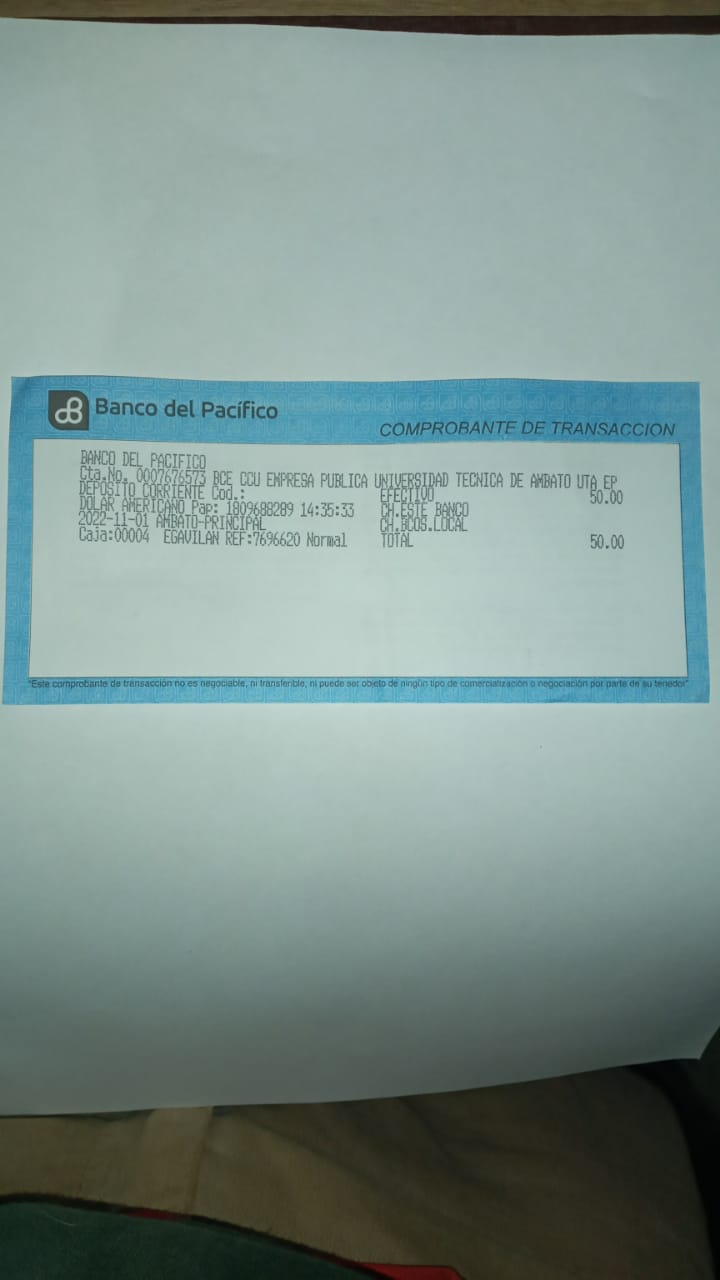 Banco del Pacífico
COMPROBANTE DE TRANSACCION
BANCO DEL PACIFICO
Cta.No. 0007676573 BCE CCU EMPRESA PUBLICA UNIVERSIDAD TECNICA DE AMBATO UTA EP
DEPOSITO CORRIENTE Cod.: EFECTIVO 50.00
DOLAR AMERICANO Pap: 1809688289 14:35:33 CH.ESTE BANCO
2022-11-01 AMBATO-PRINCIPAL CH.BCOS.LOCAL
Caja:00004 EGAVILAN REF:7696620 Normal TOTAL 50.00
"Este comprobante de transacción no es negociable, ni transferible, ni puede ser objeto de ningún tipo de comercialización o negociación por parte de su tenedor"